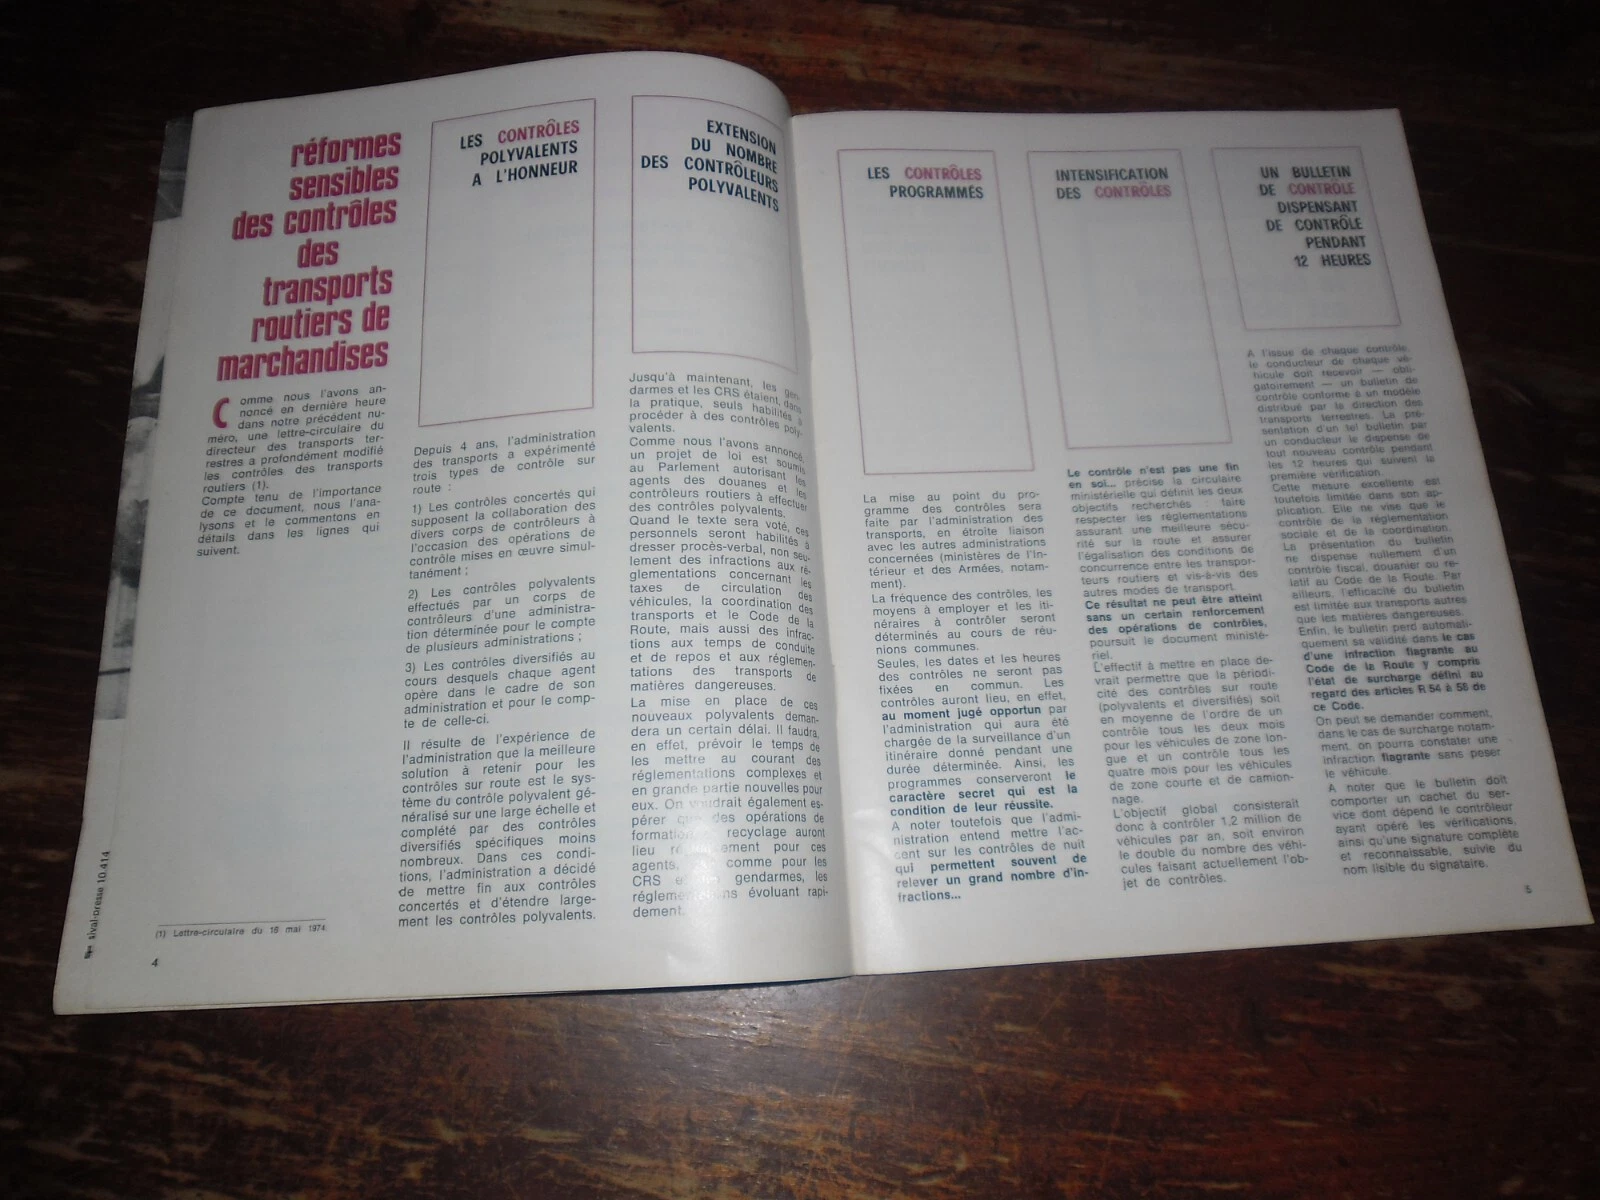 réformes
sensibles
des contrôles
des
transports
routiers de
marchandises
Comme nous l'avons an-
noncé en dernière heure
dans notre précédent nu-
méro, une lettre-circulaire du
directeur des transports ter-
restres a profondément modifié
les contrôles des transports
routiers (1).
Compte tenu de l'importance
de ce document, nous l'ana-
lysons et le commentons en
détails dans les lignes qui
suivent.
(1) Lettre-circulaire du 16 mai 1974
4
sival-presse 10.414
LES CONTRÔLES
POLYVALENTS
A L'HONNEUR
Depuis 4 ans, l'administration
des transports a expérimenté
trois types de contrôle sur
route :
1) Les contrôles concertés qui
supposent la collaboration des
divers corps de contrôleurs à
l'occasion des opérations de
contrôle mises en œuvre simul-
tanément ;
2) Les contrôles polyvalents
effectués par un corps de
contrôleurs d'une administra-
tion déterminée pour le compte
de plusieurs administrations ;
3) Les contrôles diversifiés au
cours desquels chaque agent
opère dans le cadre de son
administration et pour le comp-
te de celle-ci.
Il résulte de l'expérience de
l'administration que la meilleure
solution à retenir pour les
contrôles sur route est le sys-
tème du contrôle polyvalent gé-
néralisé sur une large échelle et
complété par des contrôles
diversifiés spécifiques moins
nombreux. Dans ces condi-
tions, l'administration a décidé
de mettre fin aux contrôles
concertés et d'étendre large-
ment les contrôles polyvalents.
EXTENSION
DU NOMBRE
DES CONTRÔLEURS
POLYVALENTS
Jusqu'à maintenant, les gen-
darmes et les CRS étaient, dans
la pratique, seuls habilités à
procéder à des contrôles poly-
valents.
Comme nous l'avons annoncé,
un projet de loi est soumis
au Parlement autorisant les
agents des douanes et les
contrôleurs routiers à effectuer
des contrôles polyvalents.
Quand le texte sera voté, ces
personnels seront habilités à
dresser procès-verbal, non seu-
lement des infractions aux ré-
glementations concernant les
taxes de circulation des
véhicules, la coordination des
transports et le Code de la
Route, mais aussi des infrac-
tions aux temps de conduite
et de repos et aux réglemen-
tations des transports de
matières dangereuses.
La mise en place de ces
nouveaux polyvalents deman-
dera un certain délai. Il faudra,
en effet, prévoir le temps de
les mettre au courant des
réglementations complexes et
en grande partie nouvelles pour
eux. On voudrait également es-
pérer que des opérations de
formation recyclage auront
lieu pour ces
agents, comme pour les
CRS et gendarmes, les
évoluant rapi-
dement.
LES CONTRÔLES
PROGRAMMÉS
La mise au point du pro-
gramme des contrôles sera
faite par l'administration des
transports, en étroite liaison
avec les autres administrations
concernées (ministères de l'In-
térieur et des Armées, notam-
ment).
La fréquence des contrôles, les
moyens à employer et les iti-
néraires à contrôler seront
déterminés au cours de réu-
nions communes.
Seules, les dates et les heures
des contrôles ne seront pas
fixées en commun. Les
contrôles auront lieu, en effet,
au moment jugé opportun par
l'administration qui aura été
chargée de la surveillance d'un
itinéraire donné pendant une
durée déterminée. Ainsi, les
programmes conserveront le
caractère secret qui est la
condition de leur réussite.
A noter toutefois que l'admi-
nistration entend mettre l'ac-
cent sur les contrôles de nuit
qui permettent souvent de
relever un grand nombre d'in-
fractions...
INTENSIFICATION
DES CONTRÔLES
Le contrôle n'est pas une fin
en soi... précise la circulaire
ministérielle qui définit les deux
objectifs recherchés : faire
respecter les réglementations
assurant une meilleure sécu-
rité sur la route et assurer
l'égalisation des conditions de
concurrence entre les transpor-
teurs routiers et vis-à-vis des
autres modes de transport.
Ce résultat ne peut être atteint
sans un certain renforcement
des opérations de contrôles,
poursuit le document ministé-
riel.
L'effectif à mettre en place de-
vrait permettre que la périodi-
cité des contrôles sur route
(polyvalents et diversifiés) soit
en moyenne de l'ordre de un
contrôle tous les deux mois
pour les véhicules de zone lon-
gue et un contrôle tous les
quatre mois pour les véhicules
de zone courte et de camion-
nage.
L'objectif global consisterait
donc à contrôler 1,2 million de
véhicules par an, soit environ
le double du nombre des véhi-
cules faisant actuellement l'ob-
jet de contrôles.
UN BULLETIN
DE CONTRÔLE
DISPENSANT
DE CONTRÔLE
PENDANT
12 HEURES
A l'issue de chaque contrôle,
le conducteur de chaque vé-
hicule doit recevoir — obli-
gatoirement — un bulletin de
contrôle conforme à un modèle
distribué par la direction des
transports terrestres. La pré-
sentation d'un tel bulletin par
un conducteur le dispense de
tout nouveau contrôle pendant
les 12 heures qui suivent la
première vérification.
Cette mesure excellente est
toutefois limitée dans son ap-
plication. Elle ne vise que le
contrôle de la réglementation
sociale et de la coordination.
La présentation du bulletin
ne dispense nullement d'un
contrôle fiscal, douanier ou re-
latif au Code de la Route. Par
ailleurs, l'efficacité du bulletin
est limitée aux transports autres
que les matières dangereuses.
Enfin, le bulletin perd automati-
quement sa validité dans le cas
d'une infraction flagrante au
Code de la Route y compris
l'état de surcharge défini au
regard des articles R 54 à 58 de
ce Code.
On peut se demander comment,
dans le cas de surcharge notam-
ment, on pourra constater une
infraction flagrante sans peser
le véhicule.
A noter que le bulletin doit
comporter un cachet du ser-
vice dont dépend le contrôleur
ayant opéré les vérifications,
ainsi qu'une signature complète
et reconnaissable, suivie du
nom lisible du signataire.
5